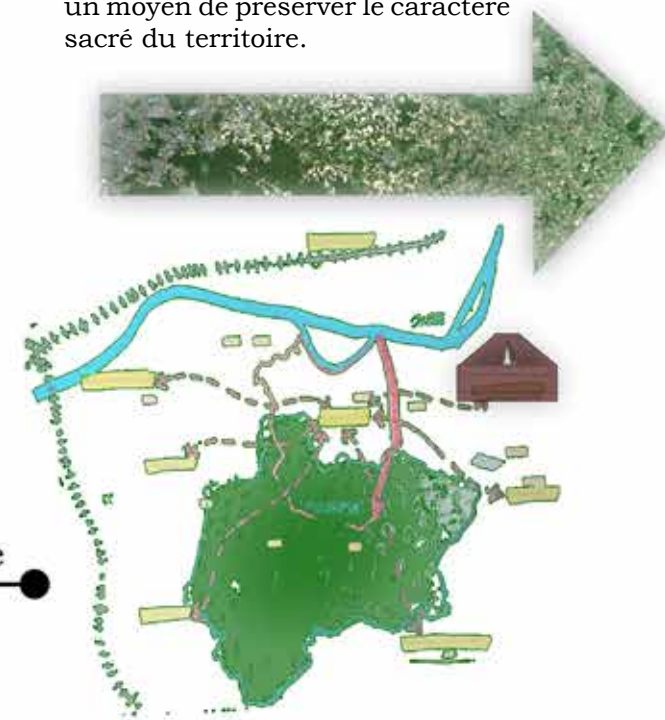 un moyen de préserver le caractère
sacré du territoire.